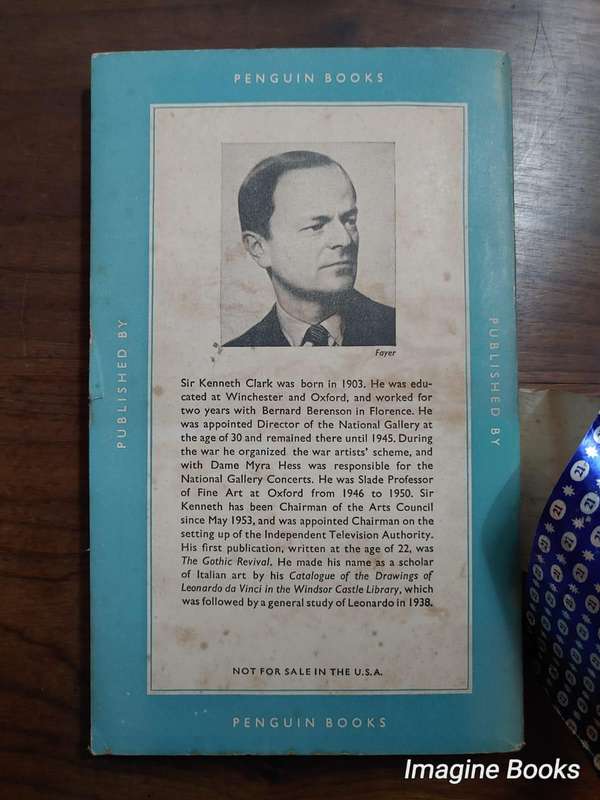 PENGUIN BOOKS
Fayer
PUBLISHED BY
PUBLISHED BY
Sir Kenneth Clark was born in 1903. He was edu-
cated at Winchester and Oxford, and worked for
two years with Bernard Berenson in Florence. He
was appointed Director of the National Gallery at
the age of 30 and remained there until 1945. During
the war he organized the war artists' scheme, and
with Dame Myra Hess was responsible for the
National Gallery Concerts. He was Slade Professor
of Fine Art at Oxford from 1946 to 1950. Sir
Kenneth has been Chairman of the Arts Council
since May 1953, and was appointed Chairman on the
setting up of the Independent Television Authority.
His first publication, written at the age of 22, was
The Gothic Revival. He made his name as a scholar
of Italian art by his Catalogue of the Drawings of
Leonardo da Vinci in the Windsor Castle Library, which
was followed by a general study of Leonardo in 1938.
NOT FOR SALE IN THE U.S.A.
PENGUIN BOOKS
21
21
21
21
21
21
Imagine Books